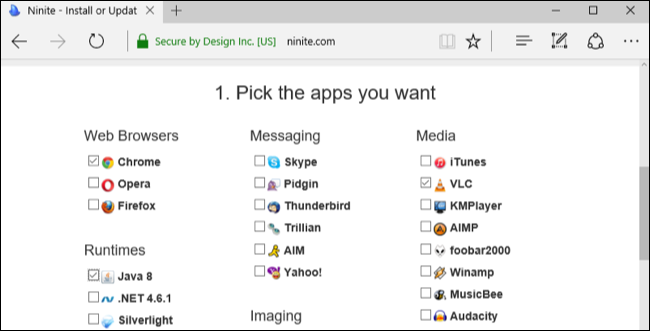 Ninite - Install or Updat
Secure by Design Inc. [US] ninite.com
1. Pick the apps you want
Web Browsers
Chrome
Opera
Firefox
Runtimes
Java 8
.NET 4.6.1
Silverlight
Messaging
Skype
Pidgin
Thunderbird
Trillian
AIM
Yahoo!
Imaging
Media
iTunes
VLC
KMPlayer
AIMP
foobar2000
Winamp
MusicBee
Audacity